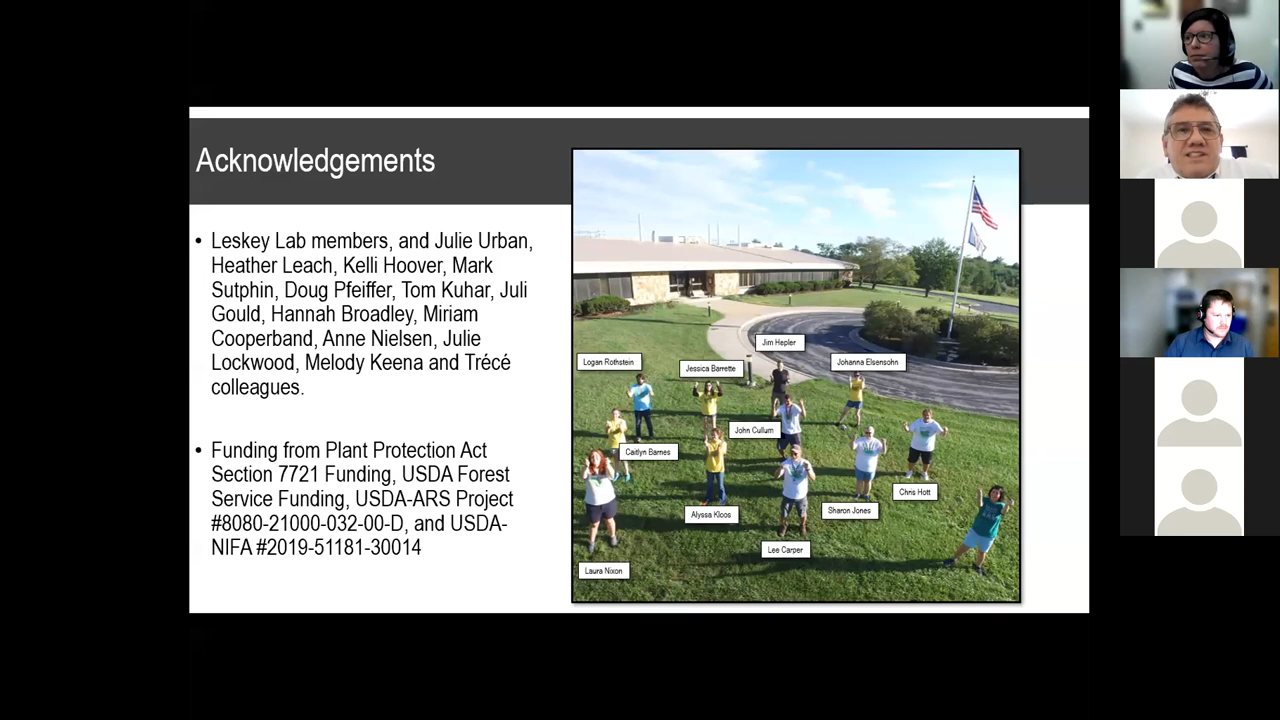 Acknowledgements
• Leskey Lab members, and Julie Urban,
Heather Leach, Kelli Hoover, Mark
Sutphin, Doug Pfeiffer, Tom Kuhar, Juli
Gould, Hannah Broadley, Miriam
Cooperband, Anne Nielsen, Julie
Lockwood, Melody Keena and Trécé
colleagues.
• Funding from Plant Protection Act
Section 7721 Funding, USDA Forest
Service Funding, USDA-ARS Project
#8080-21000-032-00-D, and USDA-
NIFA #2019-51181-30014
Jim Hepler
Logan Rothstein
Jessica Barrette
Johanna Elsensohn
John Cullum
Caitlyn Barnes
Chris Hott
Alyssa Kloos
Sharon Jones
Lee Carper
Laura Nixon